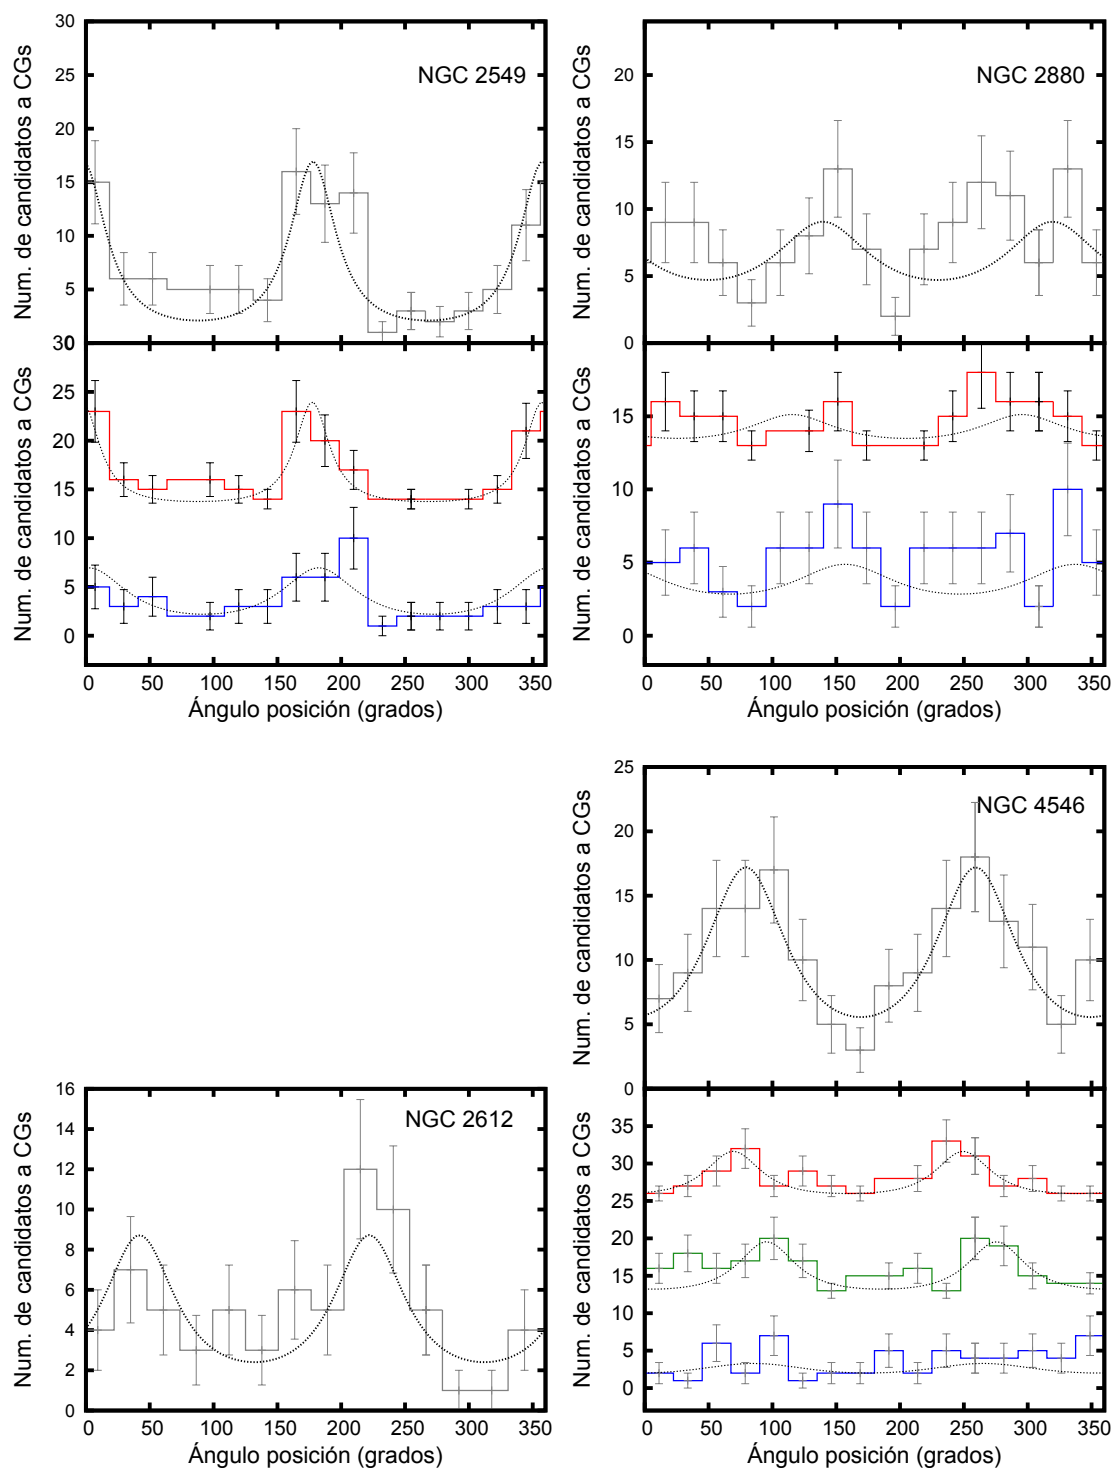 NGC 2549
Num. de candidatos a CGs
30
25
20
15
10
5
0
30
25
20
15
10
5
0
Num. de candidatos a CGs
0 50 100 150 200 250 300 350
Ángulo posición (grados)
NGC 2880
Num. de candidatos a CGs
20
15
10
5
0
15
10
5
0
Num. de candidatos a CGs
0 50 100 150 200 250 300 350
Ángulo posición (grados)
NGC 2612
Num. de candidatos a CGs
16
14
12
10
8
6
4
2
0
0 50 100 150 200 250 300 350
Ángulo posición (grados)
NGC 4546
Num. de candidatos a CGs
25
20
15
10
5
0
35
30
25
20
15
10
5
0
Num. de candidatos a CGs
0 50 100 150 200 250 300 350
Ángulo posición (grados)